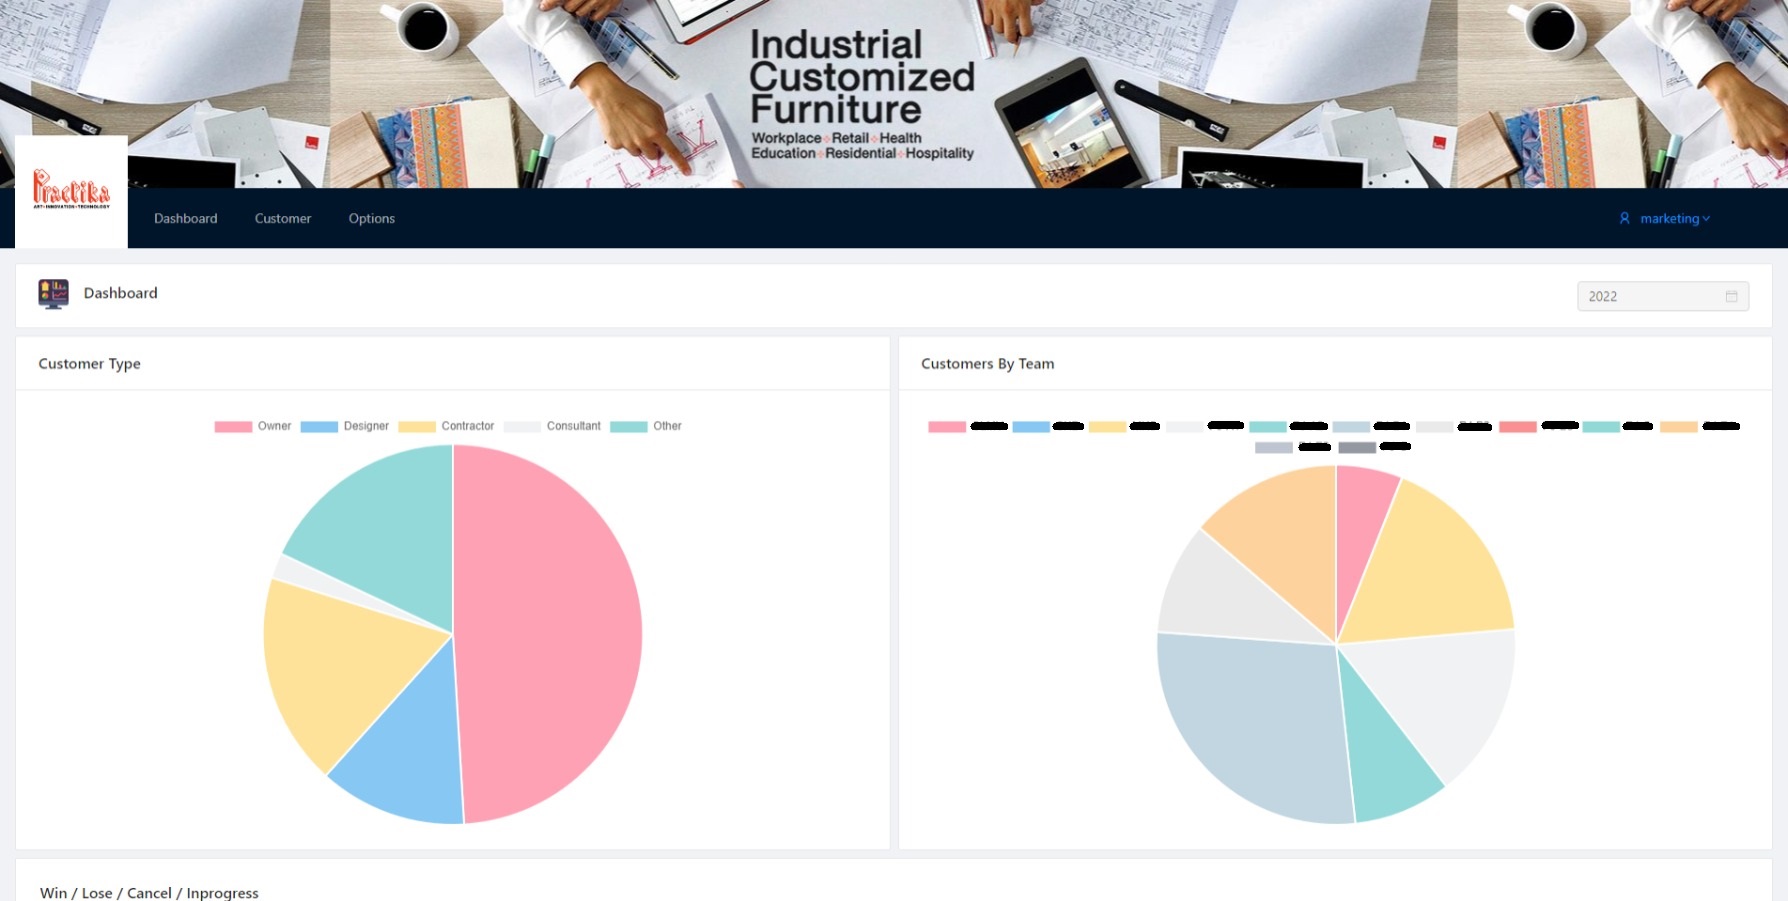 Industrial
Customized
Furniture
Workplace+Retail+Health
Education+Residential+Hospitality
Practika
ART+INNOVATION+TECHNOLOGY
Dashboard Customer Options marketing
Dashboard 2022
Customer Type
Owner Designer Contractor Consultant Other
Customers By Team
Win / Lose / Cancel / Inprogress